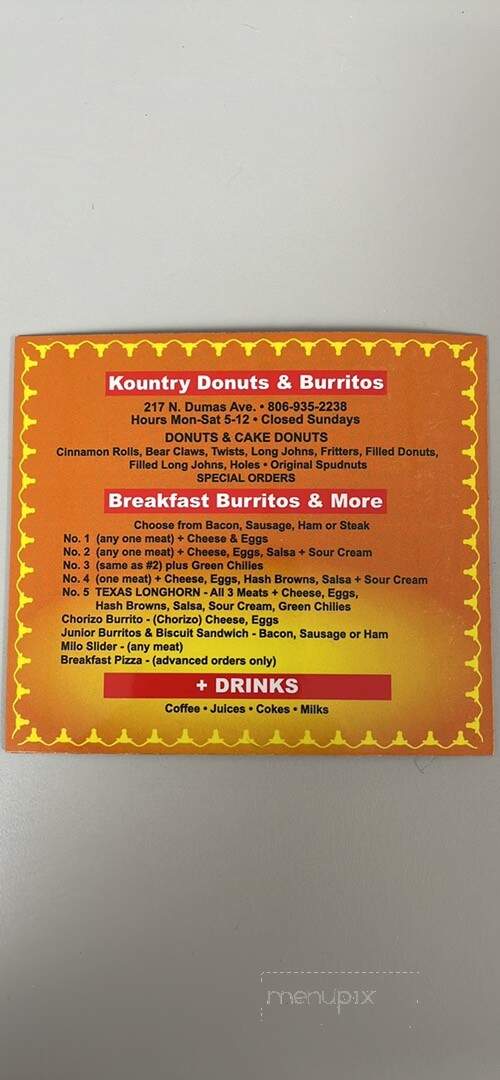 Kountry Donuts & Burritos
217 N. Dumas Ave. • 806-935-2238
Hours Mon-Sat 5-12 • Closed Sundays
DONUTS & CAKE DONUTS
Cinnamon Rolls, Bear Claws, Twists, Long Johns, Fritters, Filled Donuts,
Filled Long Johns, Holes • Original Spudnuts
SPECIAL ORDERS
Breakfast Burritos & More
Choose from Bacon, Sausage, Ham or Steak
No. 1 (any one meat) + Cheese & Eggs
No. 2 (any one meat) + Cheese, Eggs, Salsa + Sour Cream
No. 3 (same as #2) plus Green Chilies
No. 4 (one meat) + Cheese, Eggs, Hash Browns, Salsa + Sour Cream
No. 5 TEXAS LONGHORN - All 3 Meats + Cheese, Eggs,
Hash Browns, Salsa, Sour Cream, Green Chilies
Chorizo Burrito - (Chorizo) Cheese, Eggs
Junior Burritos & Biscuit Sandwich - Bacon, Sausage or Ham
Milo Slider - (any meat)
Breakfast Pizza - (advanced orders only)
+ DRINKS
Coffee • Juices • Cokes • Milks
menupix